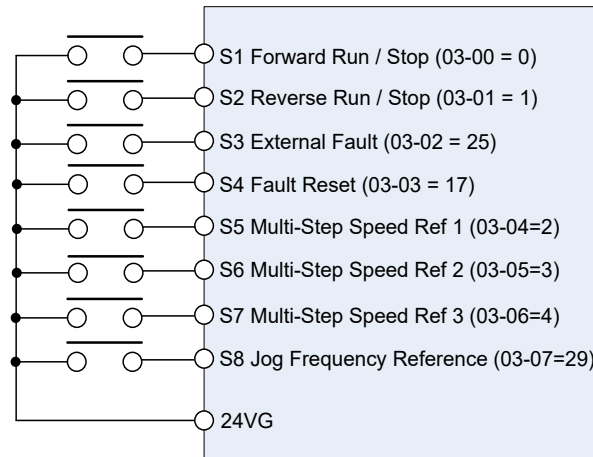 S1 Forward Run / Stop (03-00 = 0)
S2 Reverse Run / Stop (03-01 = 1)
S3 External Fault (03-02 = 25)
S4 Fault Reset (03-03 = 17)
S5 Multi-Step Speed Ref 1 (03-04=2)
S6 Multi-Step Speed Ref 2 (03-05=3)
S7 Multi-Step Speed Ref 3 (03-06=4)
S8 Jog Frequency Reference (03-07=29)
24VG